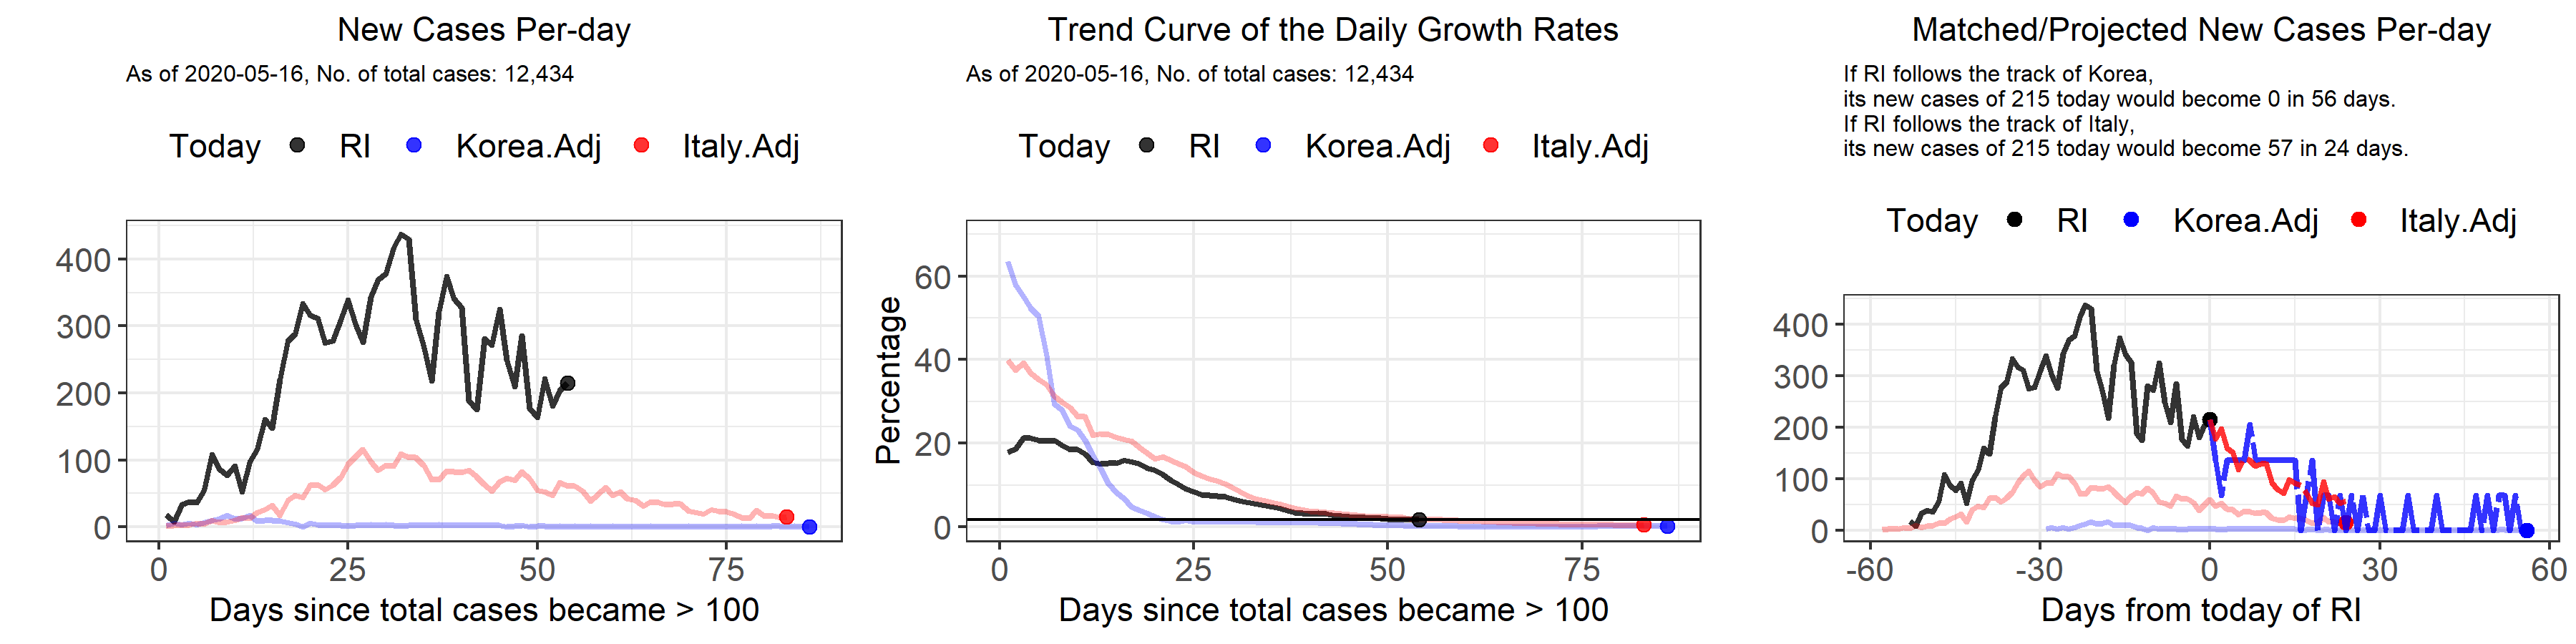 New Cases Per-day
As of 2020-05-16, No. of total cases: 12,434
Today RI Korea.Adj Italy.Adj
400
300
200
100
0
0 25 50 75
Days since total cases became > 100
Trend Curve of the Daily Growth Rates
As of 2020-05-16, No. of total cases: 12,434
Today RI Korea.Adj Italy.Adj
Percentage
60
40
20
0
0 25 50 75
Days since total cases became > 100
Matched/Projected New Cases Per-day
If RI follows the track of Korea,
its new cases of 215 today would become 0 in 56 days.
If RI follows the track of Italy,
its new cases of 215 today would become 57 in 24 days.
Today RI Korea.Adj Italy.Adj
400
300
200
100
0
-60 -30 0 30 60
Days from today of RI